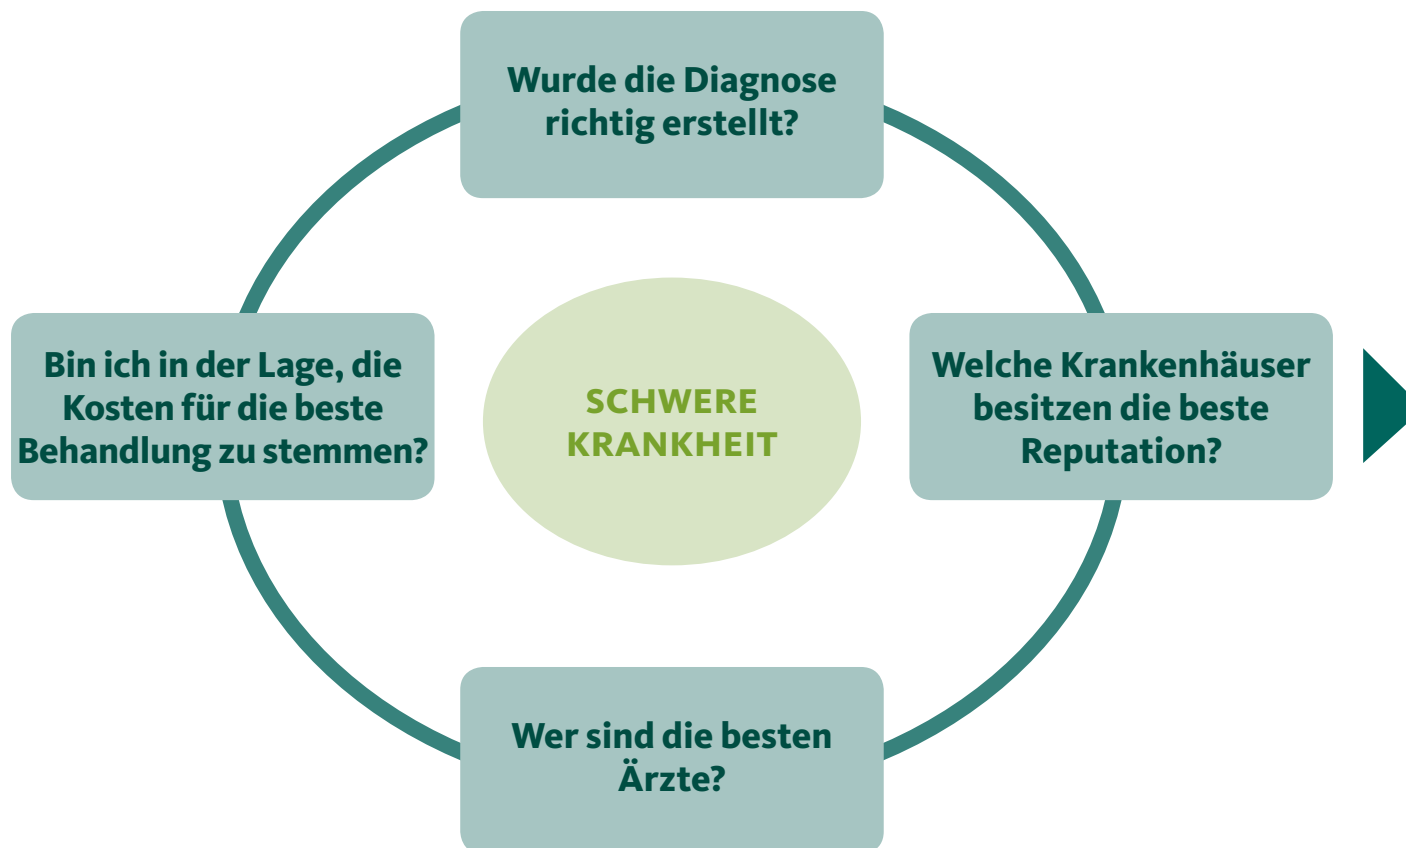 Wurde die Diagnose
richtig erstellt?
Bin ich in der Lage, die
Kosten für die beste
Behandlung zu stemmen?
SCHWERE
KRANKHEIT
Welche Krankenhäuser
besitzen die beste
Reputation?
Wer sind die besten
Ärzte?